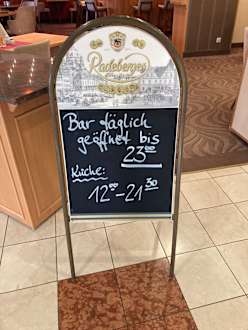 Radeberger
Bar täglich
geöffnet bis
23⁰⁰
Küche:
12⁰⁰-21³⁰